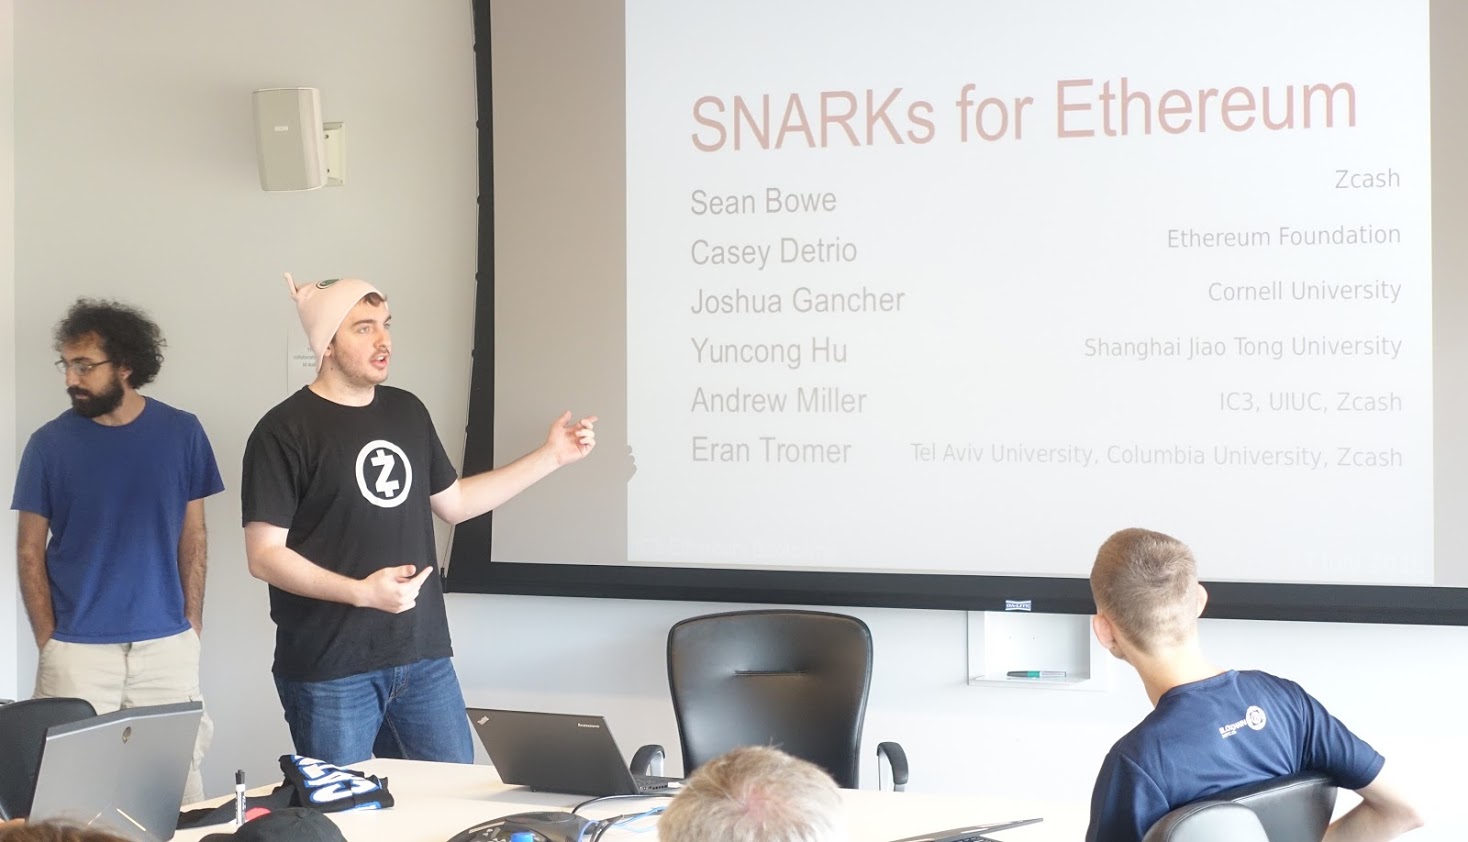 SNARKs for Ethereum
Sean Bowe Zcash
Casey Detrio Ethereum Foundation
Joshua Gancher Cornell University
Yuncong Hu Shanghai Jiao Tong University
Andrew Miller IC3, UIUC, Zcash
Eran Tromer Tel Aviv University, Columbia University, Zcash